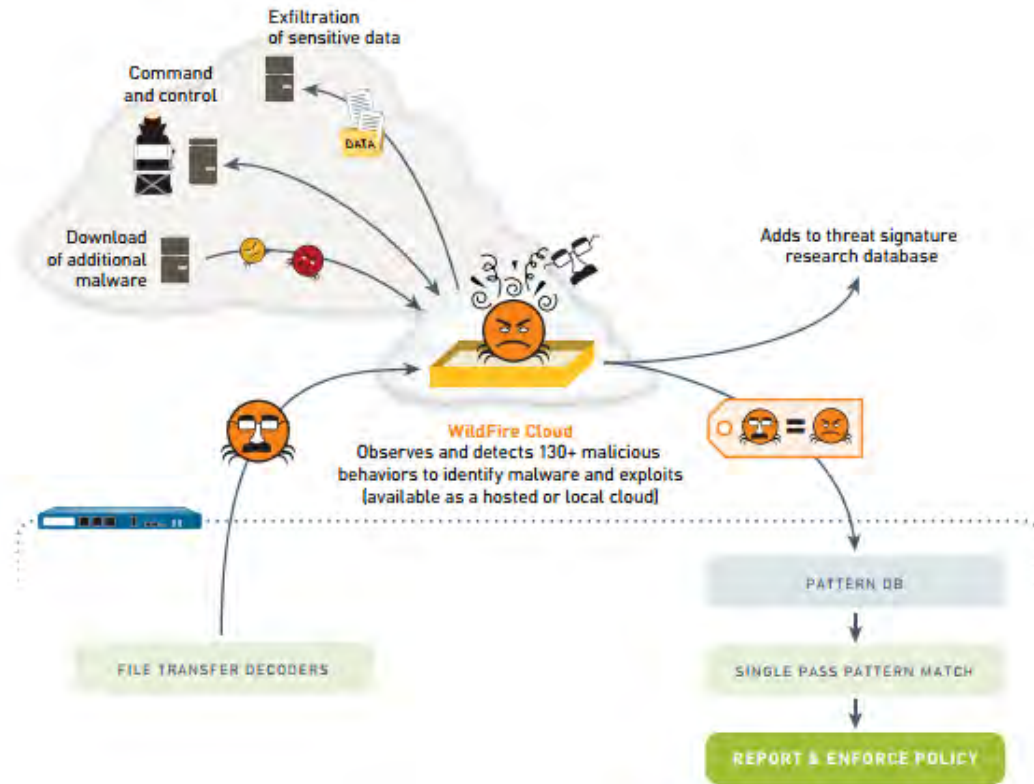 Exfiltration
of sensitive data
Command
and control
DATA
Download
of additional
malware
Adds to threat signature
research database
WildFire Cloud
Observes and detects 130+ malicious
behaviors to identify malware and exploits
(available as a hosted or local cloud)
=
PATTERN DB
FILE TRANSFER DECODERS
SINGLE PASS PATTERN MATCH
REPORT & ENFORCE POLICY